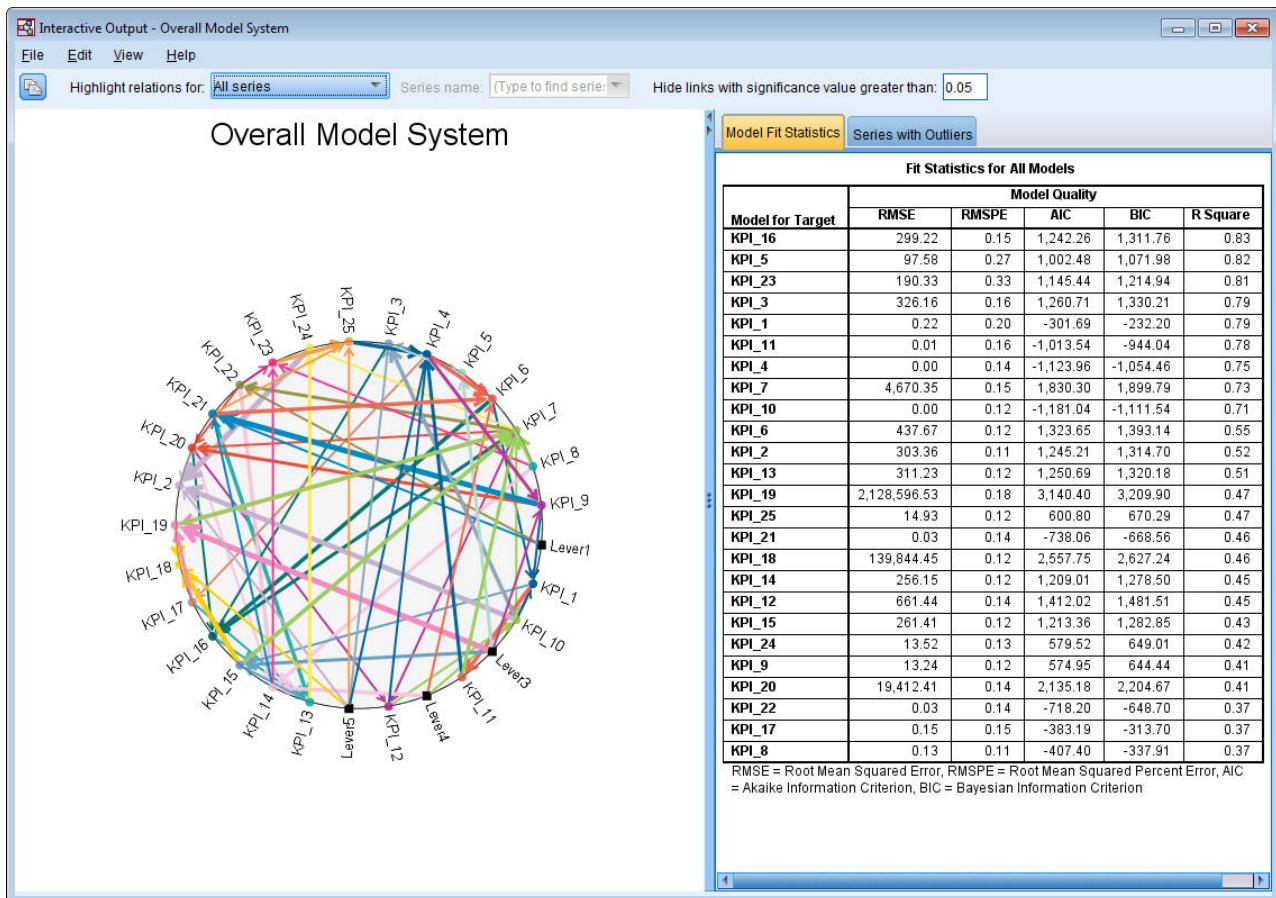 Interactive Output - Overall Model System
File Edit View Help
Highlight relations for: All series Series name: (Type to find serie: Hide links with significance value greater than: 0.05
Overall Model System
KPI_3
KPI_4
KPI_5
KPI_6
KPI_7
KPI_8
KPI_9
Lever1
KPI_1
KPI_10
Lever3
KPI_11
Lever4
KPI_12
Lever5
KPI_13
KPI_14
KPI_15
KPI_16
KPI_17
KPI_18
KPI_19
KPI_2
KPI_20
KPI_21
KPI_22
KPI_23
KPI_24
KPI_25
Model Fit Statistics Series with Outliers
Fit Statistics for All Models
Model Quality
Model for Target RMSE RMSPE AIC BIC R Square
KPI_16 299.22 0.15 1,242.26 1,311.76 0.83
KPI_5 97.58 0.27 1,002.48 1,071.98 0.82
KPI_23 190.33 0.33 1,145.44 1,214.94 0.81
KPI_3 326.16 0.16 1,260.71 1,330.21 0.79
KPI_1 0.22 0.20 -301.69 -232.20 0.79
KPI_11 0.01 0.16 -1,013.54 -944.04 0.78
KPI_4 0.00 0.14 -1,123.96 -1,054.46 0.75
KPI_7 4,670.35 0.15 1,830.30 1,899.79 0.73
KPI_10 0.00 0.12 -1,181.04 -1,111.54 0.71
KPI_6 437.67 0.12 1,323.65 1,393.14 0.55
KPI_2 303.36 0.11 1,245.21 1,314.70 0.52
KPI_13 311.23 0.12 1,250.69 1,320.18 0.51
KPI_19 2,128,596.53 0.18 3,140.40 3,209.90 0.47
KPI_25 14.93 0.12 600.80 670.29 0.47
KPI_21 0.03 0.14 -738.06 -668.56 0.46
KPI_18 139,844.45 0.12 2,557.75 2,627.24 0.46
KPI_14 256.15 0.12 1,209.01 1,278.50 0.45
KPI_12 661.44 0.14 1,412.02 1,481.51 0.45
KPI_15 261.41 0.12 1,213.36 1,282.85 0.43
KPI_24 13.52 0.13 579.52 649.01 0.42
KPI_9 13.24 0.12 574.95 644.44 0.41
KPI_20 19,412.41 0.14 2,135.18 2,204.67 0.41
KPI_22 0.03 0.14 -718.20 -648.70 0.37
KPI_17 0.15 0.15 -383.19 -313.70 0.37
KPI_8 0.13 0.11 -407.40 -337.91 0.37
RMSE = Root Mean Squared Error, RMSPE = Root Mean Squared Percent Error, AIC
= Akaike Information Criterion, BIC = Bayesian Information Criterion